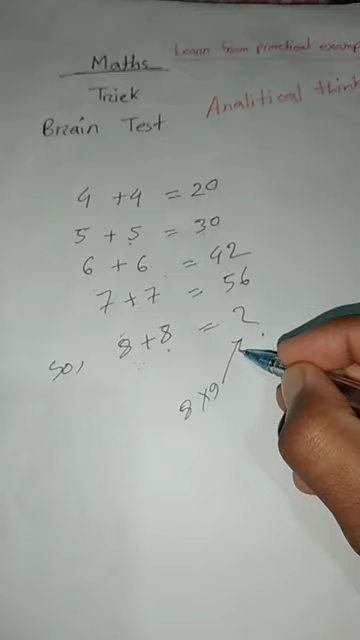 Maths
Learn from practical examp
Trick
Analitical think
Brain Test
4 + 4 = 20
5 + 5 = 30
6 + 6 = 42
7 + 7 = 56
So, 8 + 8 = ?
8 × 9